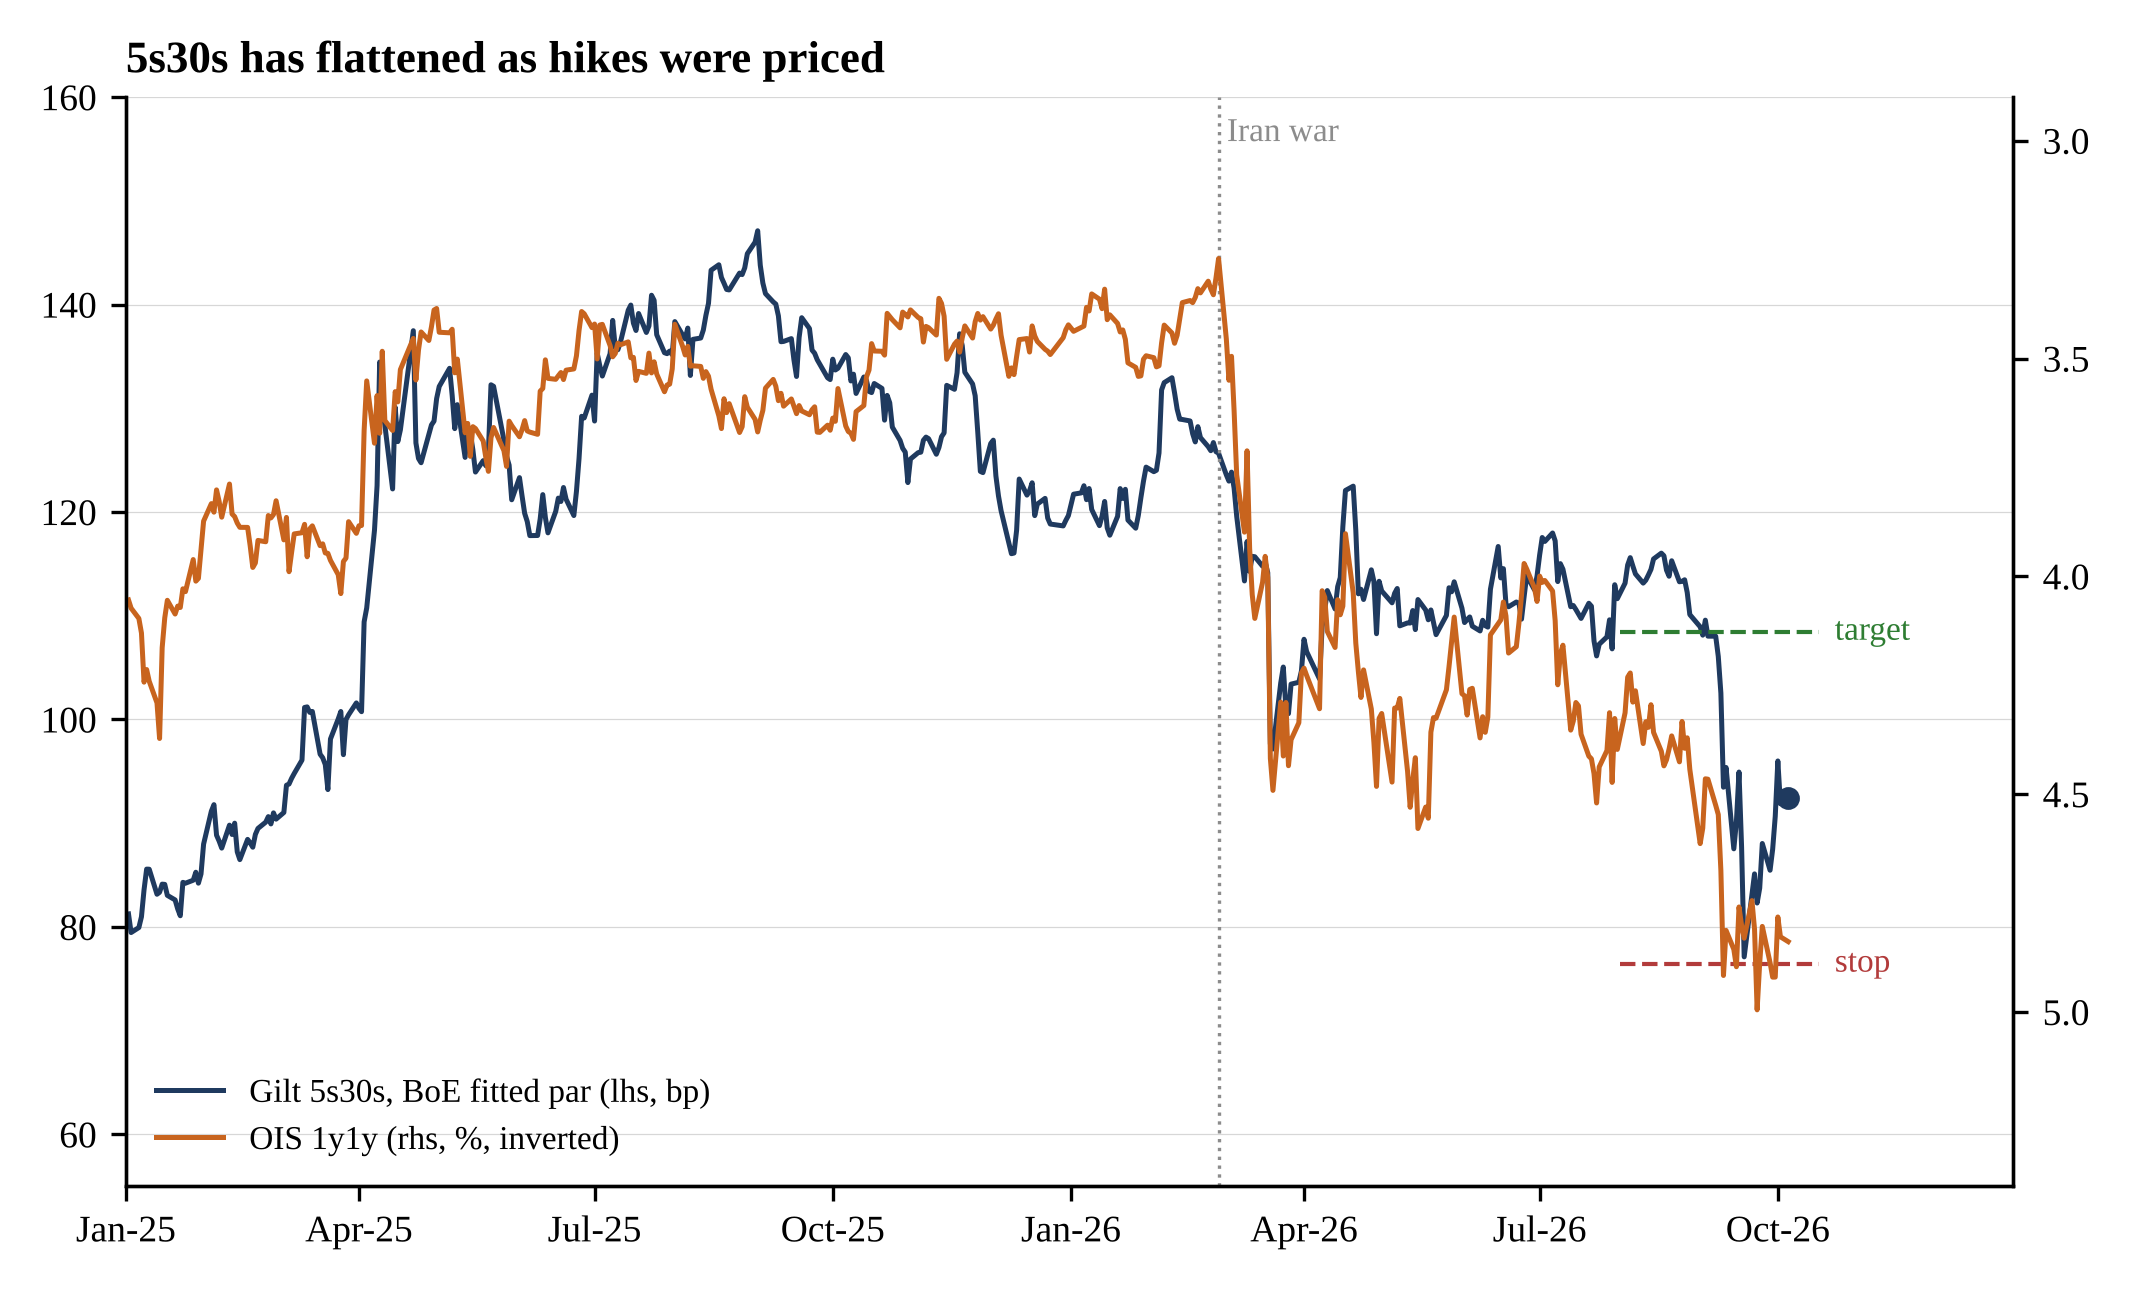 5s30s has flattened as hikes were priced
160
140
120
100
80
60
3.0
3.5
4.0
4.5
5.0
Iran war
target
stop
Gilt 5s30s, BoE fitted par (lhs, bp)
OIS 1y1y (rhs, %, inverted)
Jan-25
Apr-25
Jul-25
Oct-25
Jan-26
Apr-26
Jul-26
Oct-26